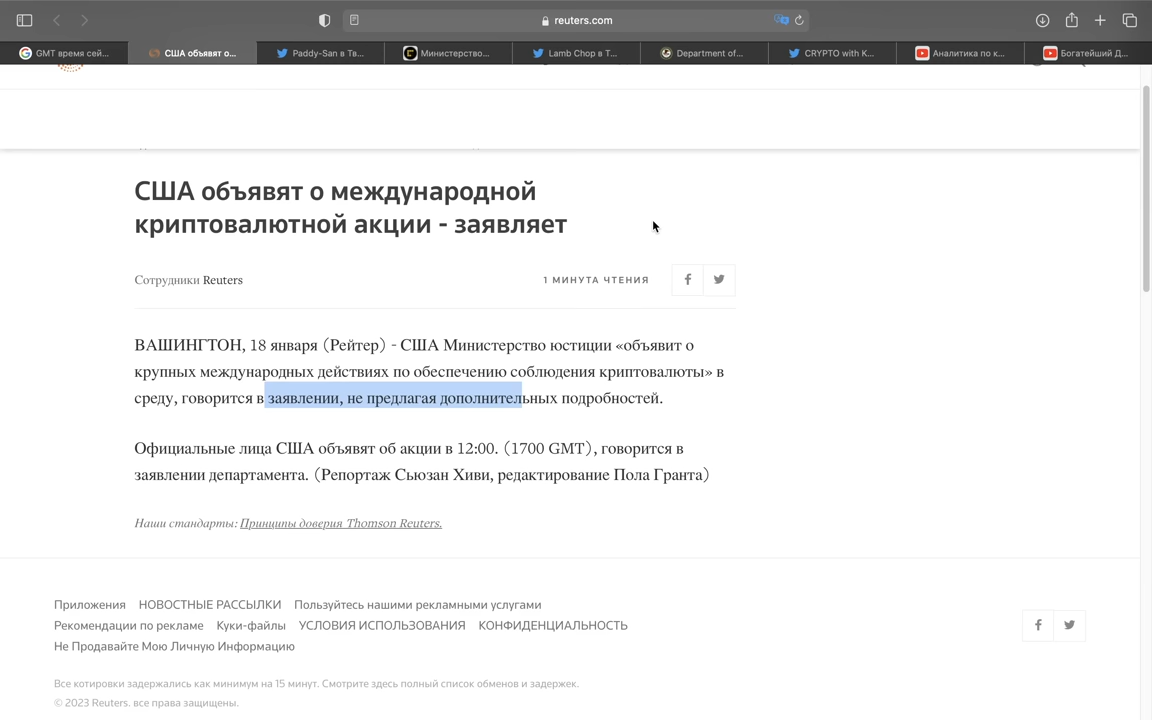 reuters.com
GMT время сей...
США объявят о...
Paddy-San в Тв...
Министерство...
Lamb Chop в Т...
Department of...
CRYPTO with K...
Аналитика по к...
Богатейший Д...
США объявят о международной
криптовалютной акции - заявляет
Сотрудники Reuters
1 МИНУТА ЧТЕНИЯ
ВАШИНГТОН, 18 января (Рейтер) - США Министерство юстиции «объявит о
крупных международных действиях по обеспечению соблюдения криптовалюты» в
среду, говорится в заявлении, не предлагая дополнительных подробностей.
Официальные лица США объявят об акции в 12:00. (1700 GMT), говорится в
заявлении департамента. (Репортаж Сьюзан Хиви, редактирование Пола Гранта)
Наши стандарты: Принципы доверия Thomson Reuters.
Приложения НОВОСТНЫЕ РАССЫЛКИ Пользуйтесь нашими рекламными услугами
Рекомендации по рекламе Куки-файлы УСЛОВИЯ ИСПОЛЬЗОВАНИЯ КОНФИДЕНЦИАЛЬНОСТЬ
Не Продавайте Мою Личную Информацию
Все котировки задержались как минимум на 15 минут. Смотрите здесь полный список обменов и задержек.
© 2023 Reuters. все права защищены.